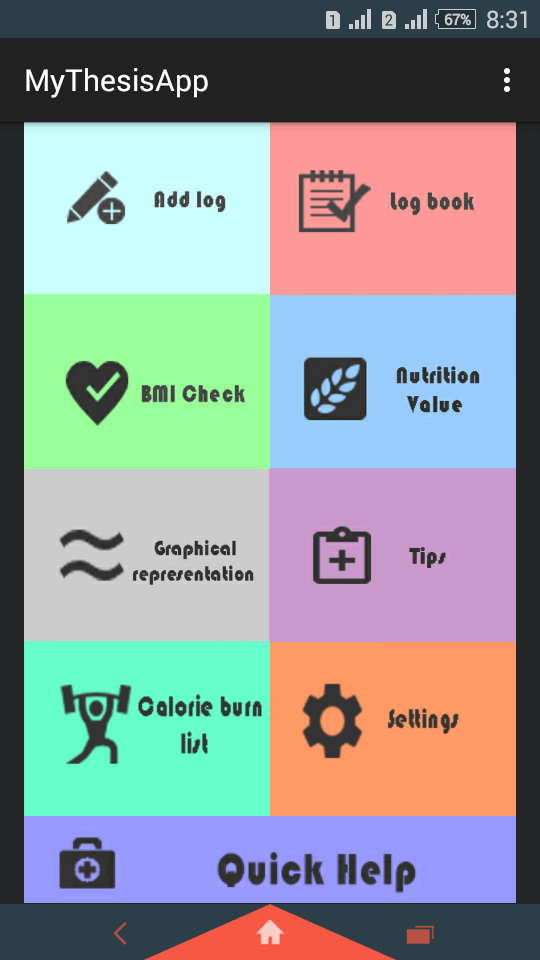 1 2 67% 8:31
MyThesisApp
Add log
Log book
BMI Check
Nutrition
Value
Graphical
representation
Tips
Calorie burn
list
Settings
Quick Help